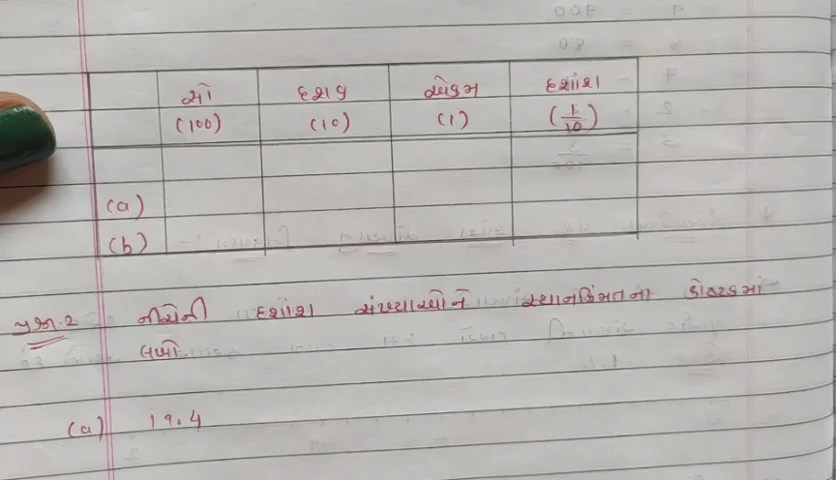 સો દશક એકમ દશાંશ
(100) (10) (1) (1/10)
(a)
(b)
પ્રશ્ન-2 નીચેની દશાંશ સંખ્યાઓને સ્થાનકિંમતના કોષ્ટકમાં
લખો
(a) 19.4